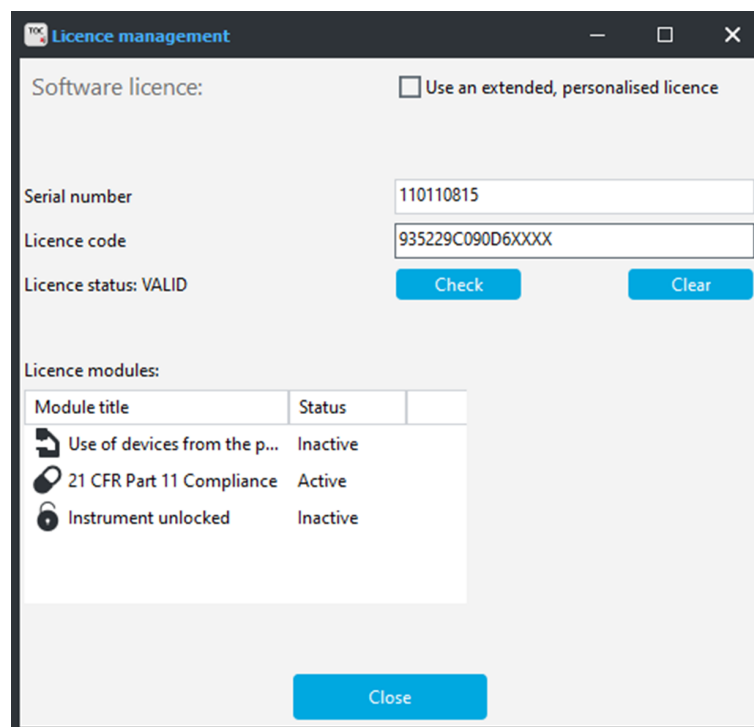 TOC
Licence management
Software licence:
Use an extended, personalised licence
Serial number
110110815
Licence code
935229C090D6XXXX
Licence status: VALID
Check
Clear
Licence modules:
Module title Status
Use of devices from the p... Inactive
21 CFR Part 11 Compliance Active
Instrument unlocked Inactive
Close